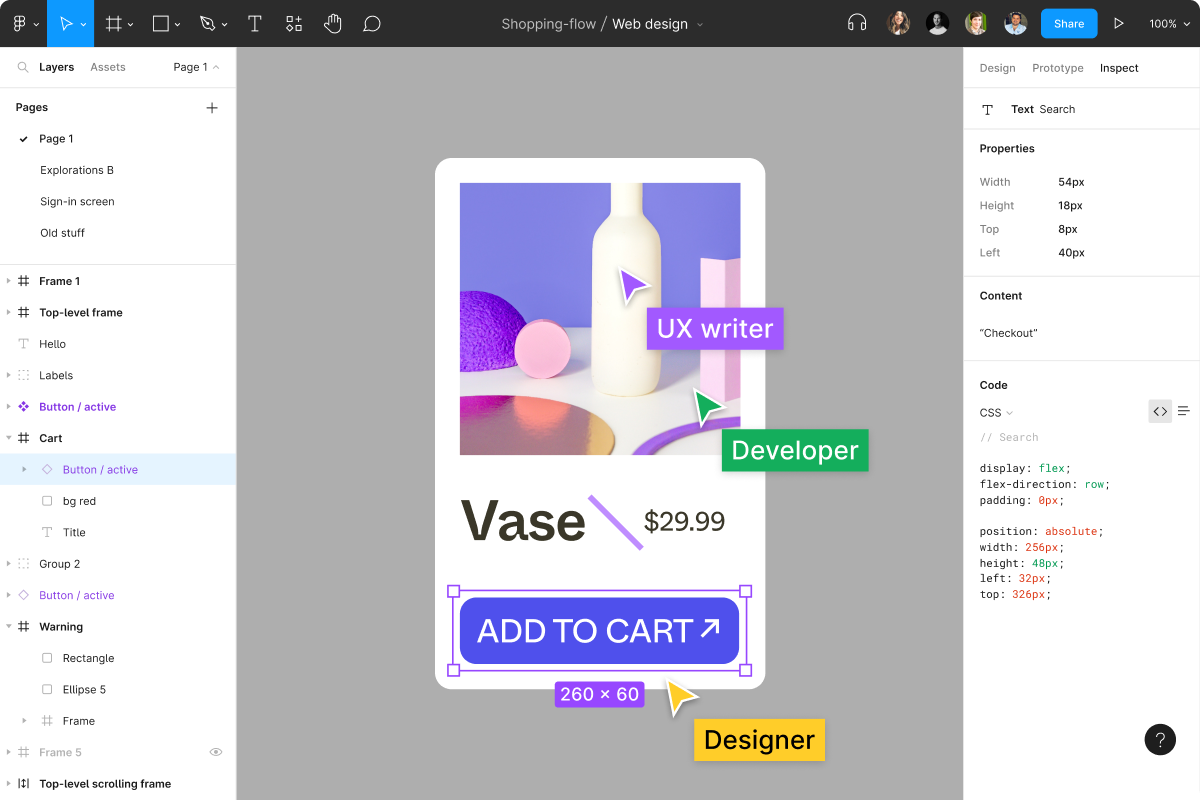 Shopping-flow / Web design
Share
100%
Layers Assets Page 1
Pages
Page 1
Explorations B
Sign-in screen
Old stuff
Frame 1
Top-level frame
Hello
Labels
Button / active
Cart
Button / active
bg red
Title
Group 2
Button / active
Warning
Rectangle
Ellipse 5
Frame
Frame 5
Top-level scrolling frame
UX writer
Developer
Vase $29.99
ADD TO CART
260 × 60
Designer
Design Prototype Inspect
Text Search
Properties
Width 54px
Height 18px
Top 8px
Left 40px
Content
“Checkout”
Code
CSS
// Search
display: flex;
flex-direction: row;
padding: 0px;
position: absolute;
width: 256px;
height: 48px;
left: 32px;
top: 326px;
?